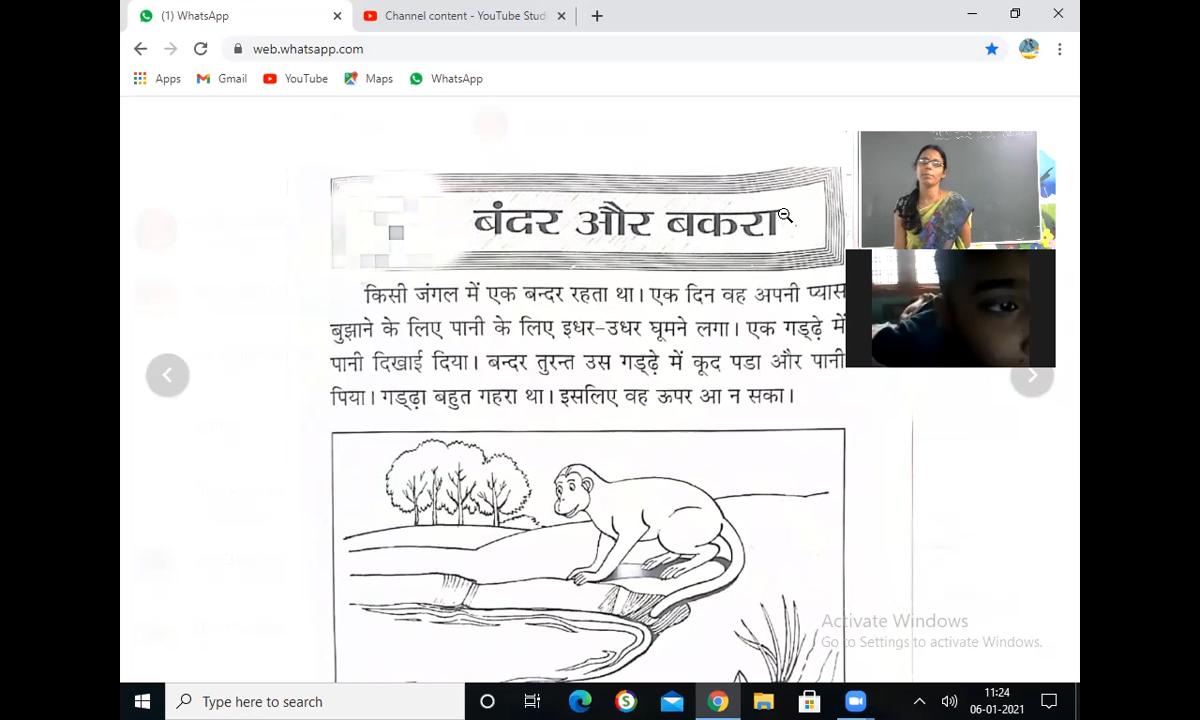 (1) WhatsApp
Channel content - YouTube Stud
web.whatsapp.com
Apps Gmail YouTube Maps WhatsApp
बंदर और बकरा
किसी जंगल में एक बन्दर रहता था। एक दिन वह अपनी प्यास
बुझाने के लिए पानी के लिए इधर-उधर घूमने लगा। एक गड्ढ़े में
पानी दिखाई दिया। बन्दर तुरन्त उस गड्ढ़े में कूद पडा और पानी
पिया। गड्ढ़ा बहुत गहरा था। इसलिए वह ऊपर आ न सका।
Activate Windows
Go to Settings to activate Windows.
Type here to search
11:24
06-01-2021